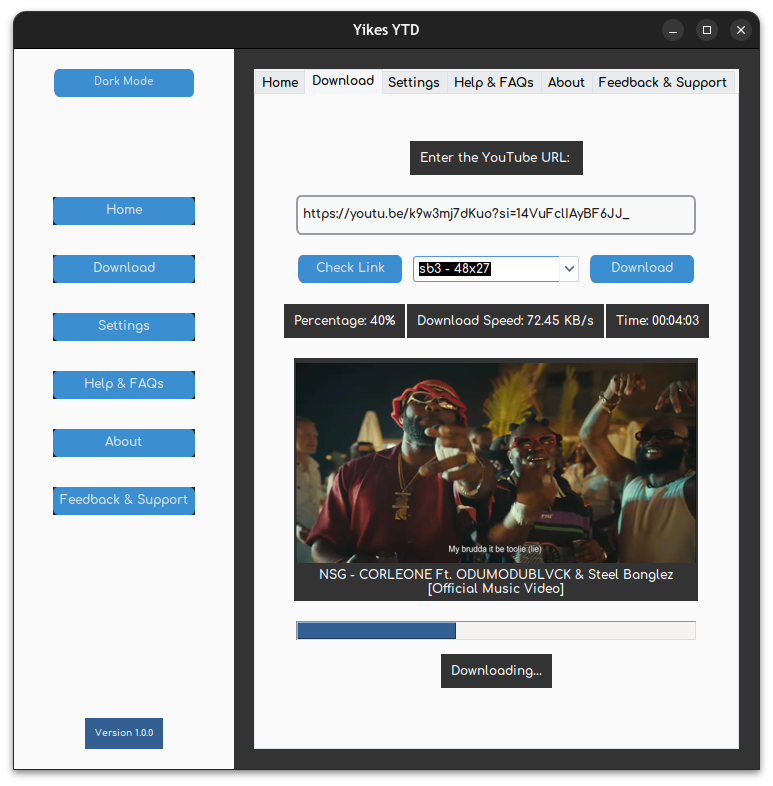 Yikes YTD
Dark Mode
Home
Download
Settings
Help & FAQs
About
Feedback & Support
Version 1.0.0
Home Download Settings Help & FAQs About Feedback & Support
Enter the YouTube URL:
https://youtu.be/k9w3mj7dKuo?si=14VuFclIAyBF6JJ_
Check Link sb3 - 48x27 Download
Percentage: 40% Download Speed: 72.45 KB/s Time: 00:04:03
My brudda it be toolie (lie)
NSG - CORLEONE Ft. ODUMODUBLVCK & Steel Banglez
[Official Music Video]
Downloading...